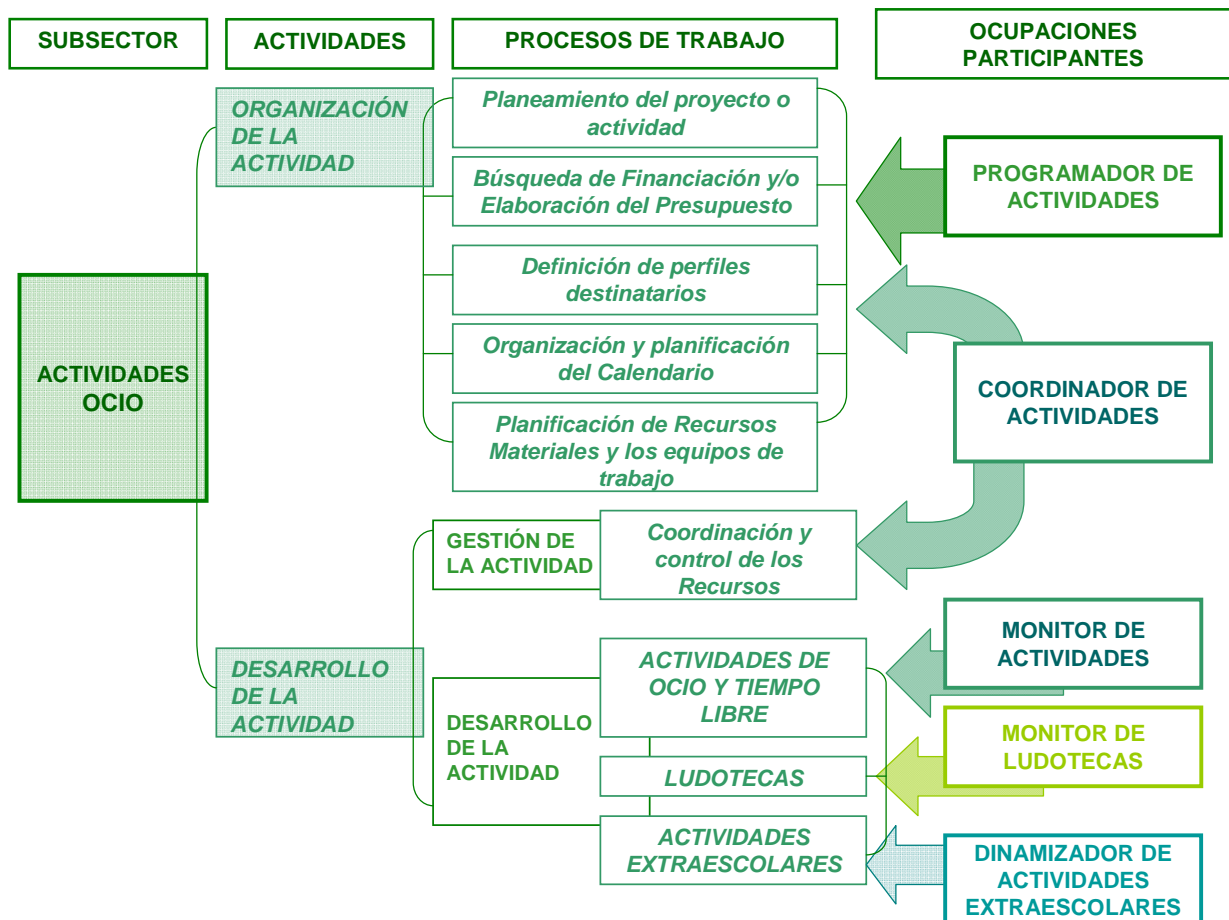 SUBSECTOR
ACTIVIDADES
PROCESOS DE TRABAJO
OCUPACIONES
PARTICIPANTES
ORGANIZACIÓN
DE LA
ACTIVIDAD
Planeamiento del proyecto o
actividad
Búsqueda de Financiación y/o
Elaboración del Presupuesto
Definición de perfiles
destinatarios
Organización y planificación
del Calendario
Planificación de Recursos
Materiales y los equipos de
trabajo
PROGRAMADOR DE
ACTIVIDADES
ACTIVIDADES
OCIO
COORDINADOR DE
ACTIVIDADES
GESTIÓN DE
LA ACTIVIDAD
Coordinación y
control de los
Recursos
DESARROLLO
DE LA
ACTIVIDAD
DESARROLLO
DE LA
ACTIVIDAD
ACTIVIDADES DE
OCIO Y TIEMPO
LIBRE
LUDOTECAS
ACTIVIDADES
EXTRAESCOLARES
MONITOR DE
ACTIVIDADES
MONITOR DE
LUDOTECAS
DINAMIZADOR DE
ACTIVIDADES
EXTRAESCOLARES